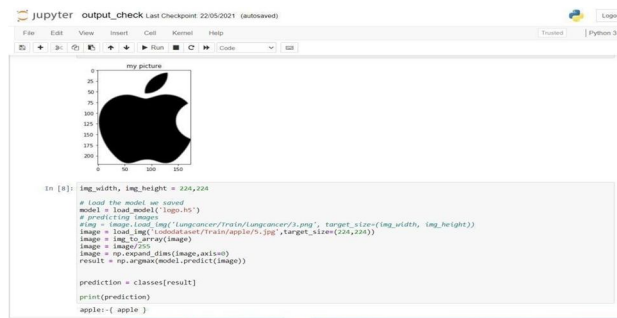 jupyter output_check Last Checkpoint: 22/05/2021 (autosaved)
Logo
File Edit View Insert Cell Kernel Help Trusted Python 3
Run Code
my picture
0
25
50
75
100
125
150
175
200
0 50 100 150
In [8]: img_width, img_height = 224,224
# load the model we saved
model = load_model('logo.h5')
# predicting images
#img = image.load_img('lungcancer/Train/lungcancer/3.png', target_size=(img_width, img_height))
image = load_img('Lododataset/Train/apple/5.jpg',target_size=(224,224))
image = img_to_array(image)
image = image/255
image = np.expand_dims(image,axis=0)
result = np.argmax(model.predict(image))
prediction = classes[result]
print(prediction)
apple:-{ apple }